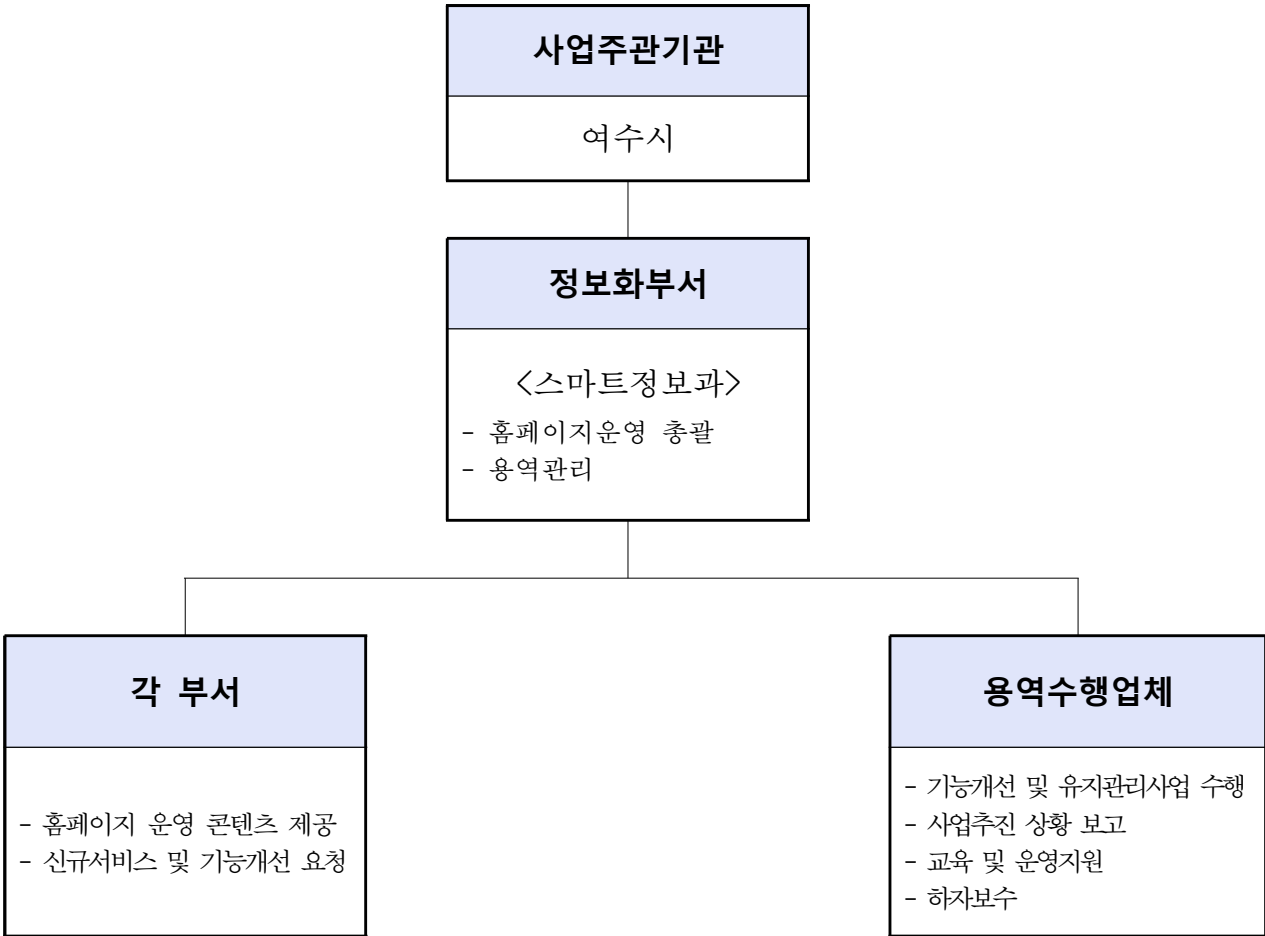 사업주관기관
여수시
정보화부서
<스마트정보과>
- 홈페이지운영 총괄
- 용역관리
각 부서
- 홈페이지 운영 콘텐츠 제공
- 신규서비스 및 기능개선 요청
용역수행업체
- 기능개선 및 유지관리사업 수행
- 사업추진 상황 보고
- 교육 및 운영지원
- 하자보수